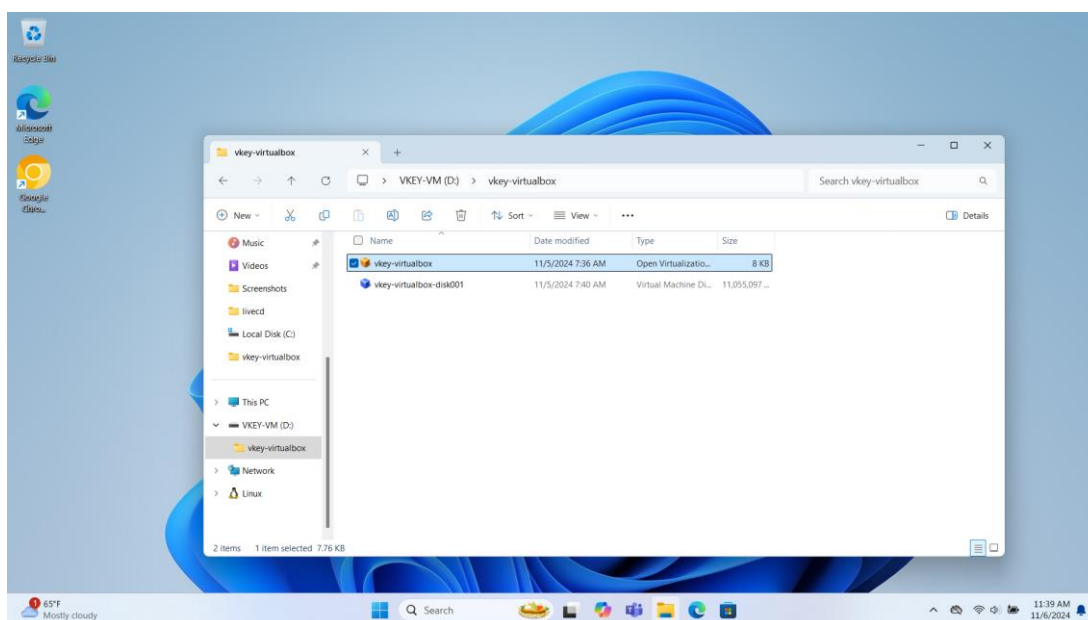 Recycle Bin
Microsoft
Edge
Google
Chro...
vkey-virtualbox
VKEY-VM (D:) > vkey-virtualbox
Search vkey-virtualbox
New
Sort
View
Details
Music
Videos
Screenshots
livecd
Local Disk (C:)
vkey-virtualbox
This PC
VKEY-VM (D:)
vkey-virtualbox
Network
Linux
Name Date modified Type Size
vkey-virtualbox 11/5/2024 7:36 AM Open Virtualizatio... 8 KB
vkey-virtualbox-disk001 11/5/2024 7:40 AM Virtual Machine Di... 11,055,097 ...
2 items 1 item selected 7.76 KB
1
65°F
Mostly cloudy
Search
11:39 AM
11/6/2024